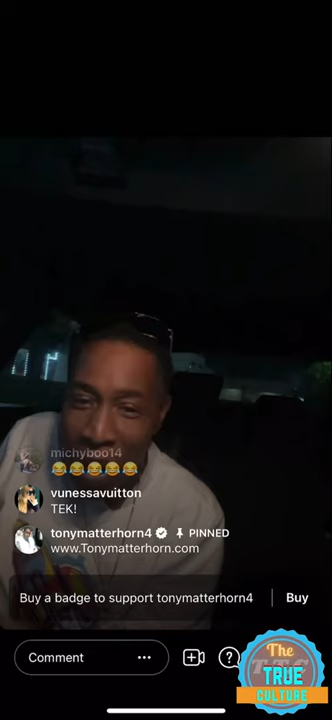 michyboo14
😂😂😂😂😂
vunessavuitton
TEK!
tonymatterhorn4 PINNED
www.Tonymatterhorn.com
Buy a badge to support tonymatterhorn4
Buy
Comment
The
TRUE
CULTURE